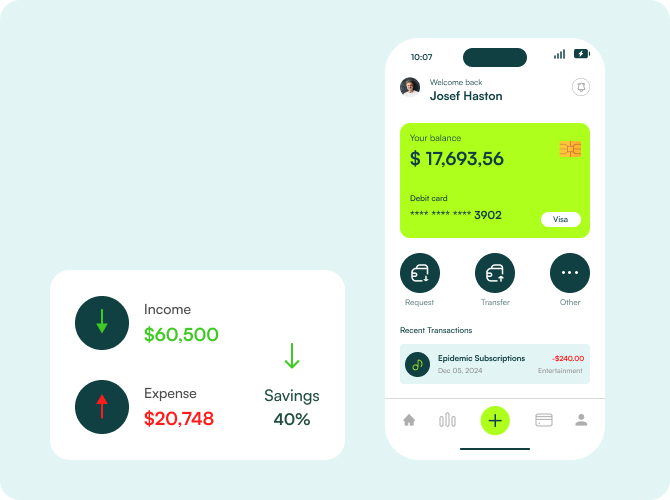 10:07
Welcome back
Josef Haston
Your balance
$ 17,693,56
Debit card
**** **** **** 3902
Visa
Request
Transfer
Other
Recent Transactions
Epidemic Subscriptions
-$240.00
Dec 05, 2024
Entertainment
Income
$60,500
Expense
$20,748
Savings
40%